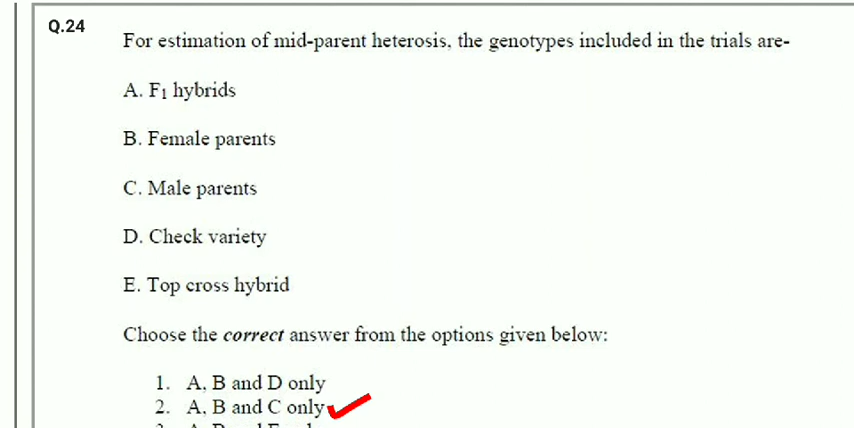 Q.24
For estimation of mid-parent heterosis, the genotypes included in the trials are-
A. F1 hybrids
B. Female parents
C. Male parents
D. Check variety
E. Top cross hybrid
Choose the correct answer from the options given below:
1. A, B and D only
2. A, B and C only